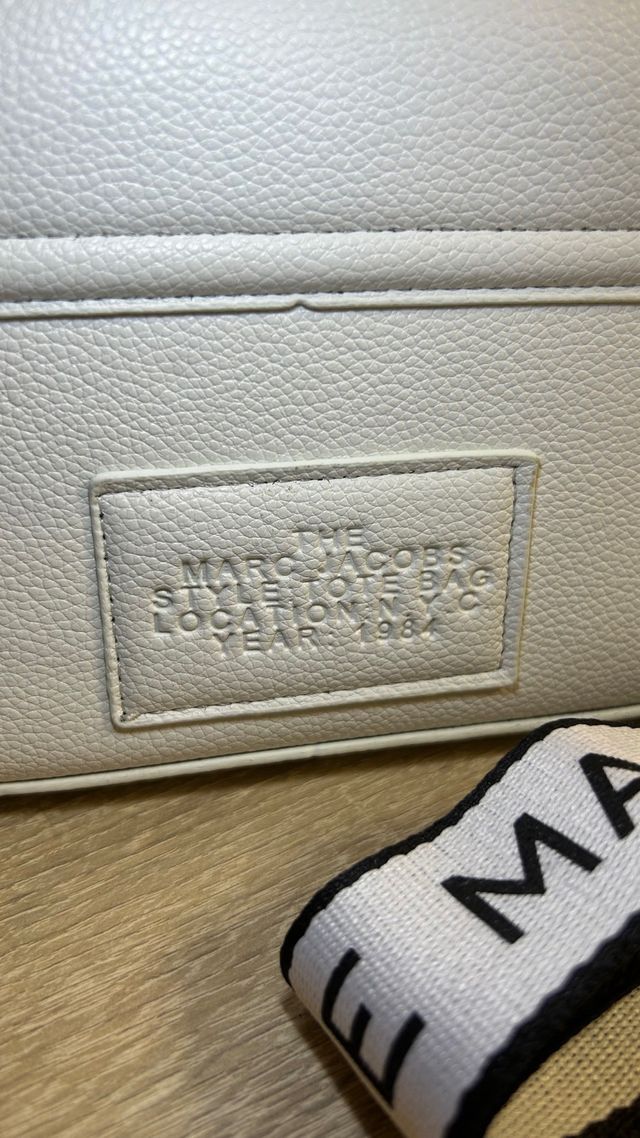 THE
MARC JACOBS
STYLE TOTE BAG
LOCATION N.Y.C
YEAR: 1984
E MA